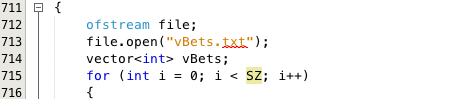 711 {
712 ofstream file;
713 file.open("vBets.txt");
714 vector<int> vBets;
715 for (int i = 0; i < SZ; i++)
716 {